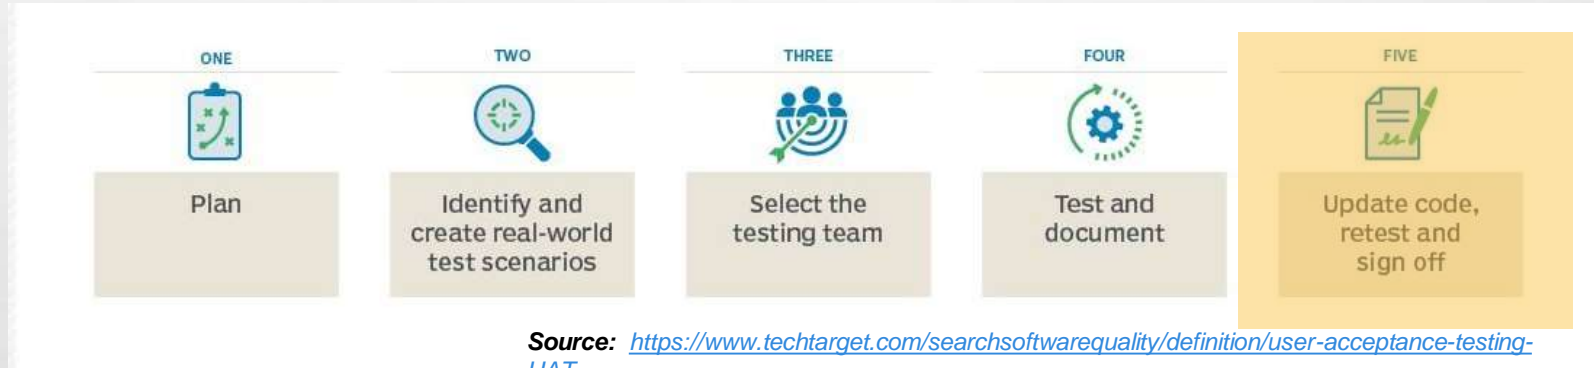 ONE
Plan
TWO
Identify and
create real-world
test scenarios
THREE
Select the
testing team
FOUR
Test and
document
FIVE
Update code,
retest and
sign off
Source: https://www.techtarget.com/searchsoftwarequality/definition/user-acceptance-testing-
UAT